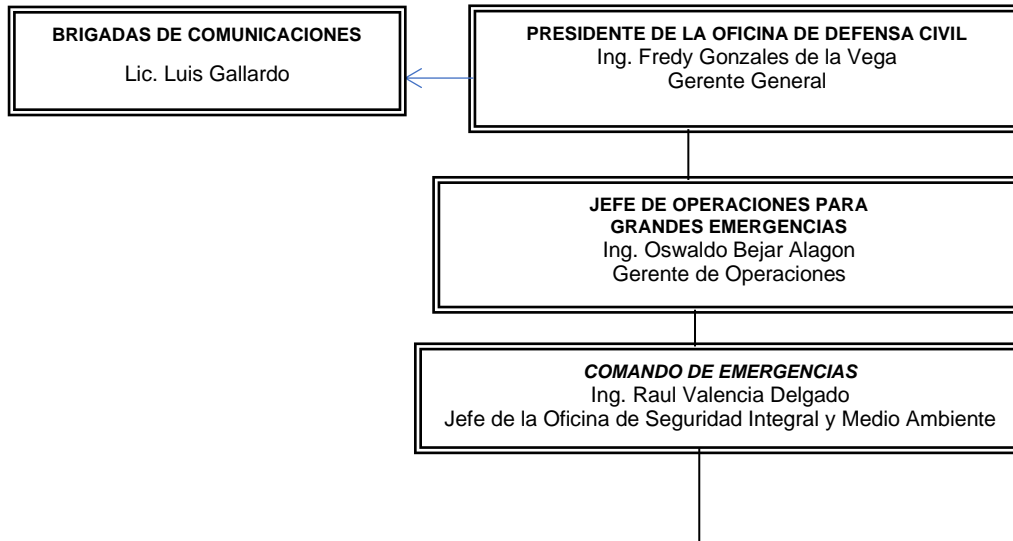 BRIGADAS DE COMUNICACIONES
Lic. Luis Gallardo
PRESIDENTE DE LA OFICINA DE DEFENSA CIVIL
Ing. Fredy Gonzales de la Vega
Gerente General
JEFE DE OPERACIONES PARA
GRANDES EMERGENCIAS
Ing. Oswaldo Bejar Alagon
Gerente de Operaciones
COMANDO DE EMERGENCIAS
Ing. Raul Valencia Delgado
Jefe de la Oficina de Seguridad Integral y Medio Ambiente